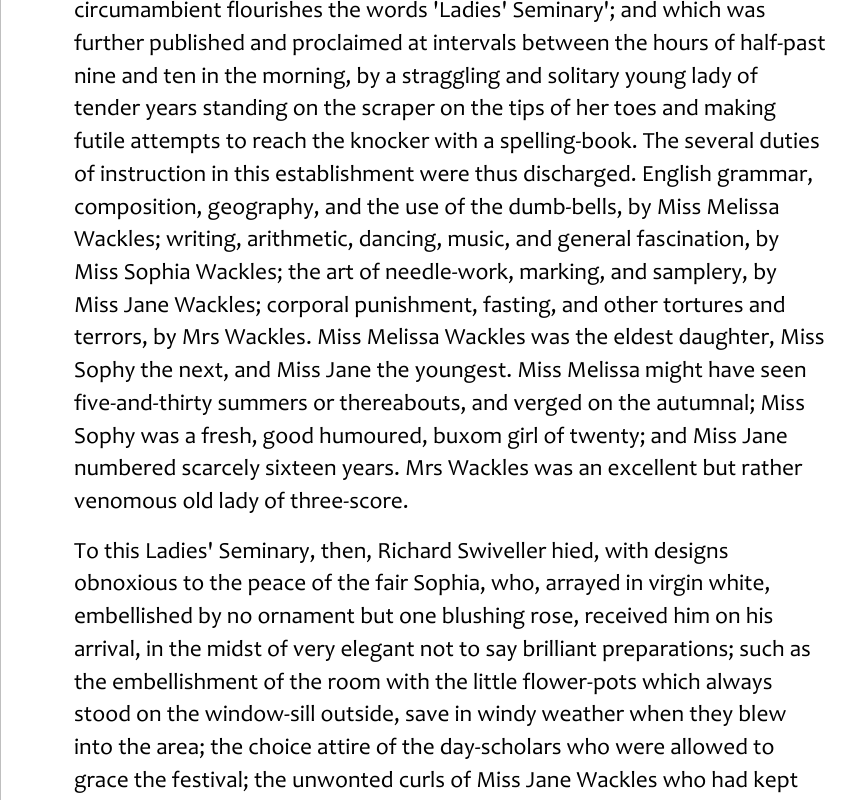 circumambient flourishes the words 'Ladies' Seminary'; and which was
further published and proclaimed at intervals between the hours of half-past
nine and ten in the morning, by a straggling and solitary young lady of
tender years standing on the scraper on the tips of her toes and making
futile attempts to reach the knocker with a spelling-book. The several duties
of instruction in this establishment were thus discharged. English grammar,
composition, geography, and the use of the dumb-bells, by Miss Melissa
Wackles; writing, arithmetic, dancing, music, and general fascination, by
Miss Sophia Wackles; the art of needle-work, marking, and samplery, by
Miss Jane Wackles; corporal punishment, fasting, and other tortures and
terrors, by Mrs Wackles. Miss Melissa Wackles was the eldest daughter, Miss
Sophy the next, and Miss Jane the youngest. Miss Melissa might have seen
five-and-thirty summers or thereabouts, and verged on the autumnal; Miss
Sophy was a fresh, good humoured, buxom girl of twenty; and Miss Jane
numbered scarcely sixteen years. Mrs Wackles was an excellent but rather
venomous old lady of three-score.
To this Ladies' Seminary, then, Richard Swiveller hied, with designs
obnoxious to the peace of the fair Sophia, who, arrayed in virgin white,
embellished by no ornament but one blushing rose, received him on his
arrival, in the midst of very elegant not to say brilliant preparations; such as
the embellishment of the room with the little flower-pots which always
stood on the window-sill outside, save in windy weather when they blew
into the area; the choice attire of the day-scholars who were allowed to
grace the festival; the unwonted curls of Miss Jane Wackles who had kept